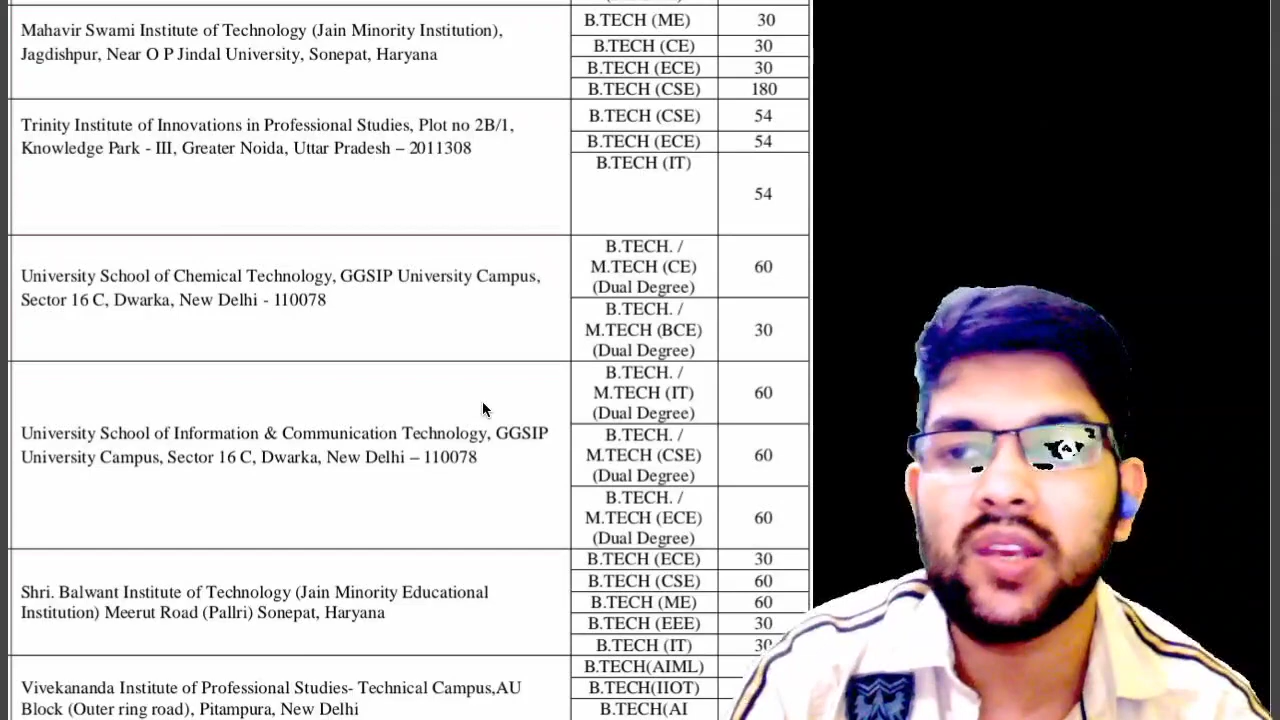 Mahavir Swami Institute of Technology (Jain Minority Institution),
Jagdishpur, Near O P Jindal University, Sonepat, Haryana
B.TECH (ME) 30
B.TECH (CE) 30
B.TECH (ECE) 30
B.TECH (CSE) 180
Trinity Institute of Innovations in Professional Studies, Plot no 2B/1,
Knowledge Park - III, Greater Noida, Uttar Pradesh – 2011308
B.TECH (CSE) 54
B.TECH (ECE) 54
B.TECH (IT)
54
University School of Chemical Technology, GGSIP University Campus,
Sector 16 C, Dwarka, New Delhi - 110078
B.TECH. /
M.TECH (CE) 60
(Dual Degree)
B.TECH. /
M.TECH (BCE) 30
(Dual Degree)
University School of Information & Communication Technology, GGSIP
University Campus, Sector 16 C, Dwarka, New Delhi – 110078
B.TECH. /
M.TECH (IT) 60
(Dual Degree)
B.TECH. /
M.TECH (CSE) 60
(Dual Degree)
B.TECH. /
M.TECH (ECE) 60
(Dual Degree)
Shri. Balwant Institute of Technology (Jain Minority Educational
Institution) Meerut Road (Pallri) Sonepat, Haryana
B.TECH (ECE) 30
B.TECH (CSE) 60
B.TECH (ME) 60
B.TECH (EEE) 30
B.TECH (IT) 30
Vivekananda Institute of Professional Studies- Technical Campus,AU
Block (Outer ring road), Pitampura, New Delhi
B.TECH(AIML)
B.TECH(IIOT)
B.TECH(AI